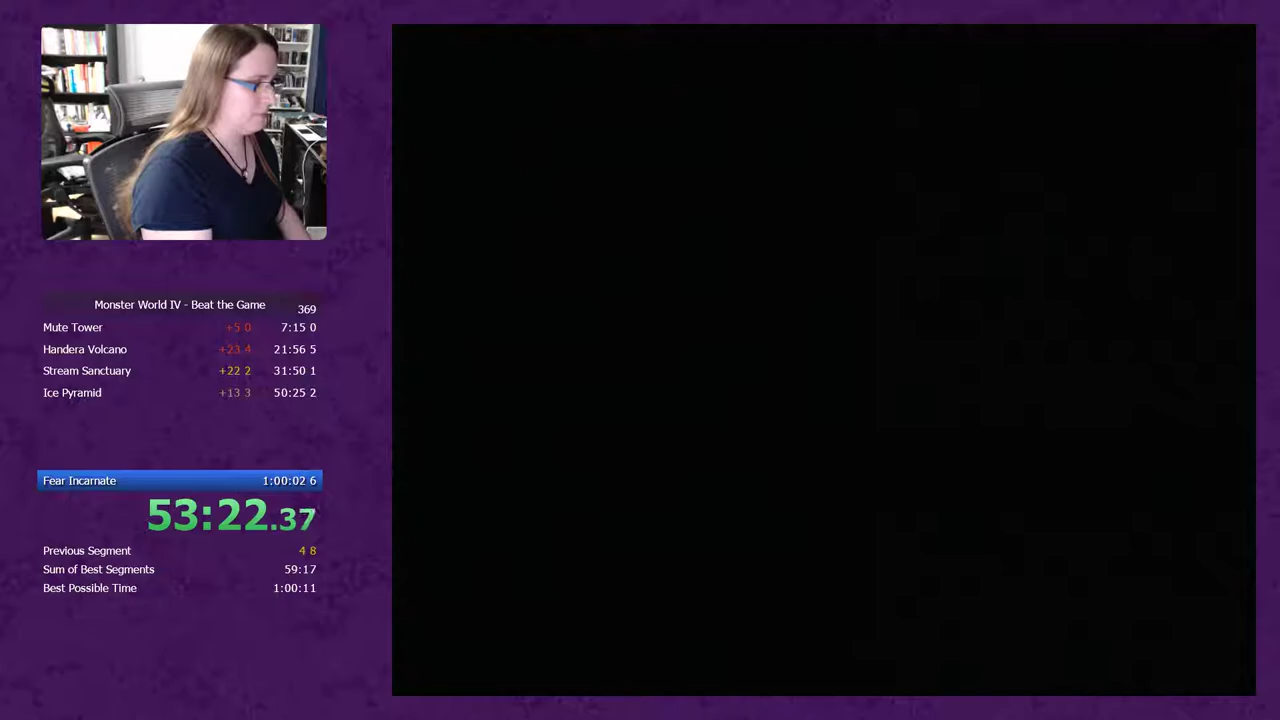 Monster World IV - Beat the Game
369
Mute Tower +5 0 7:15 0
Handera Volcano +23 4 21:56 5
Stream Sanctuary +22 2 31:50 1
Ice Pyramid +13 3 50:25 2
Fear Incarnate 1:00:02 6
53:22.37
Previous Segment 4 8
Sum of Best Segments 59:17
Best Possible Time 1:00:11